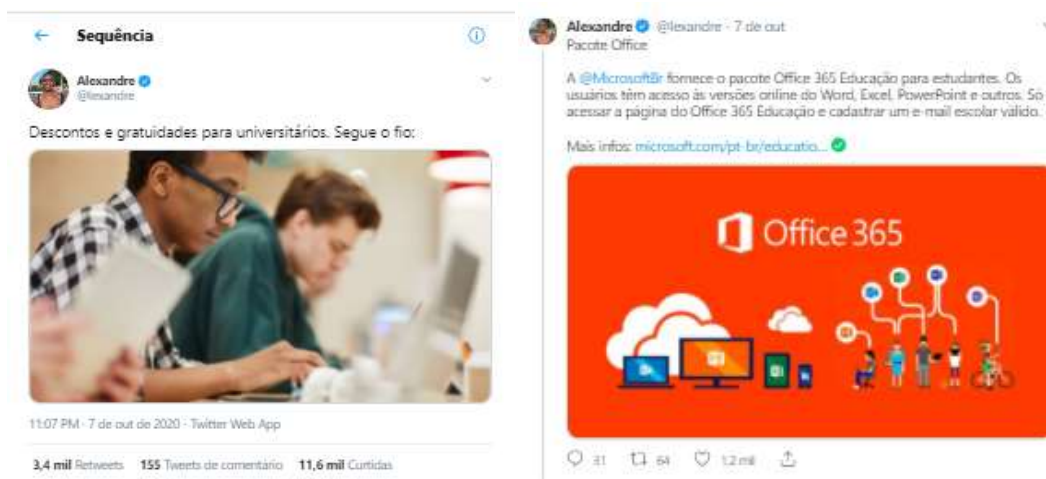 Sequência
Alexandre
@lexandre
Descontos e gratuidades para universitários. Segue o fio:
11:07 PM · 7 de out de 2020 · Twitter Web App
3,4 mil Retweets 155 Tweets de comentário 11,6 mil Curtidas
Alexandre @lexandre · 7 de out
Pacote Office
A @MicrosoftBr fornece o pacote Office 365 Educação para estudantes. Os
usuários têm acesso às versões online do Word, Excel, PowerPoint e outros. Só
acessar a página do Office 365 Educação e cadastrar um e-mail escolar válido.
Mais infos: microsoft.com/pt-br/educatio...
Office 365
31 64 1,2 mil